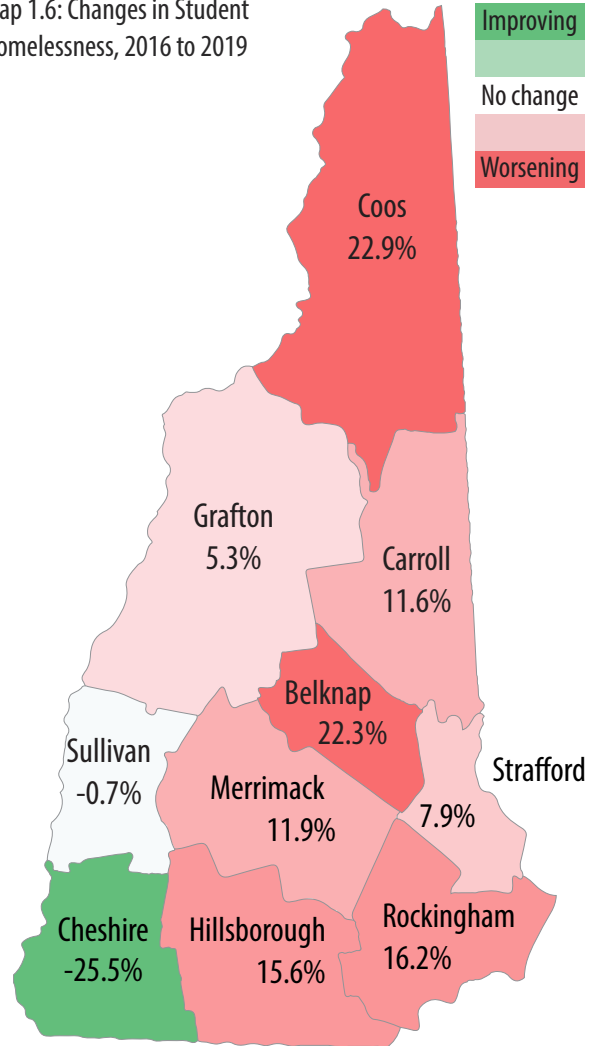 ap 1.6: Changes in Student
omelessness, 2016 to 2019
Improving
No change
Worsening
Coos
22.9%
Grafton
5.3%
Carroll
11.6%
Belknap
22.3%
Sullivan
-0.7%
Merrimack
11.9%
Strafford
7.9%
Cheshire
-25.5%
Hillsborough
15.6%
Rockingham
16.2%